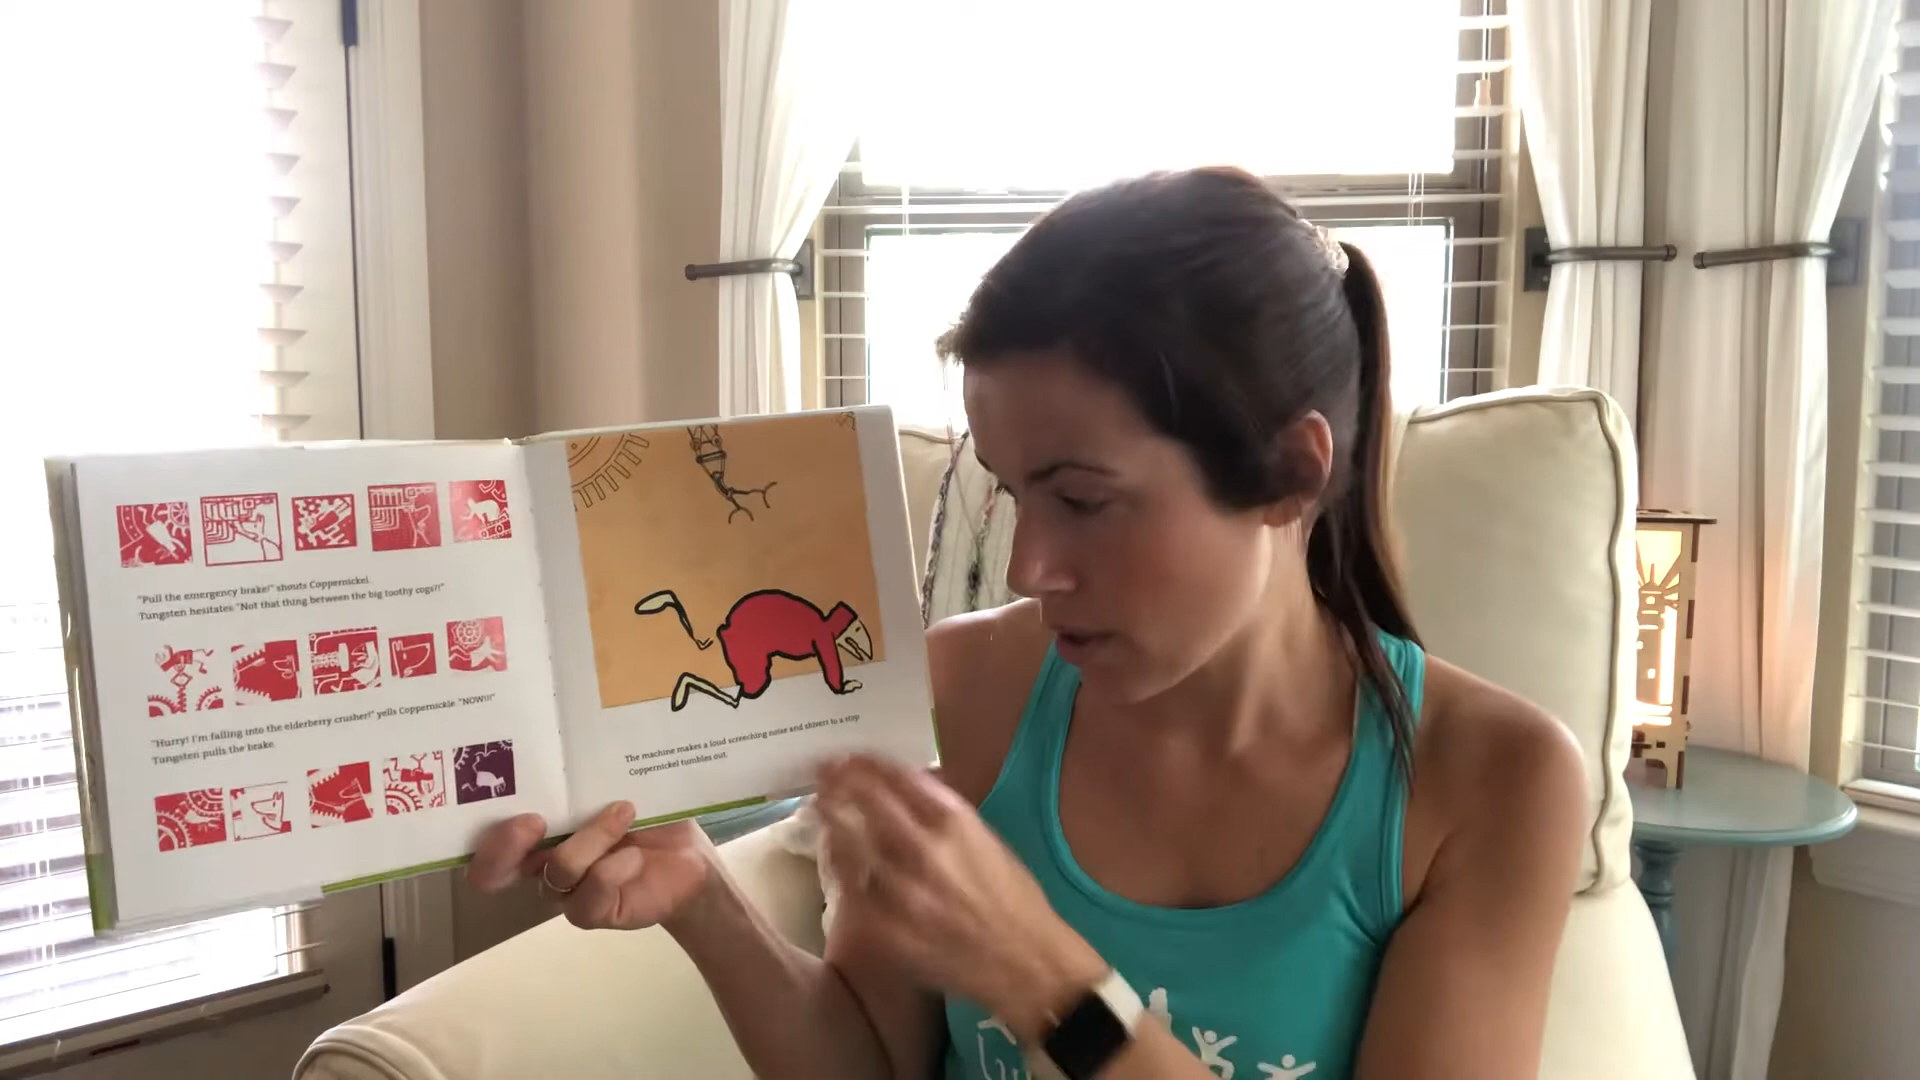 "Pull the emergency brake!" shouts Coppernickel.
Tungsten hesitates. "Not that thing between the big toothy cogs?!"
"Hurry! I'm falling into the elderberry crusher!" yells Coppernickle. "NOW!!!"
Tungsten pulls the brake.
The machine makes a loud screeching noise and shivers to a stop.
Coppernickel tumbles out.